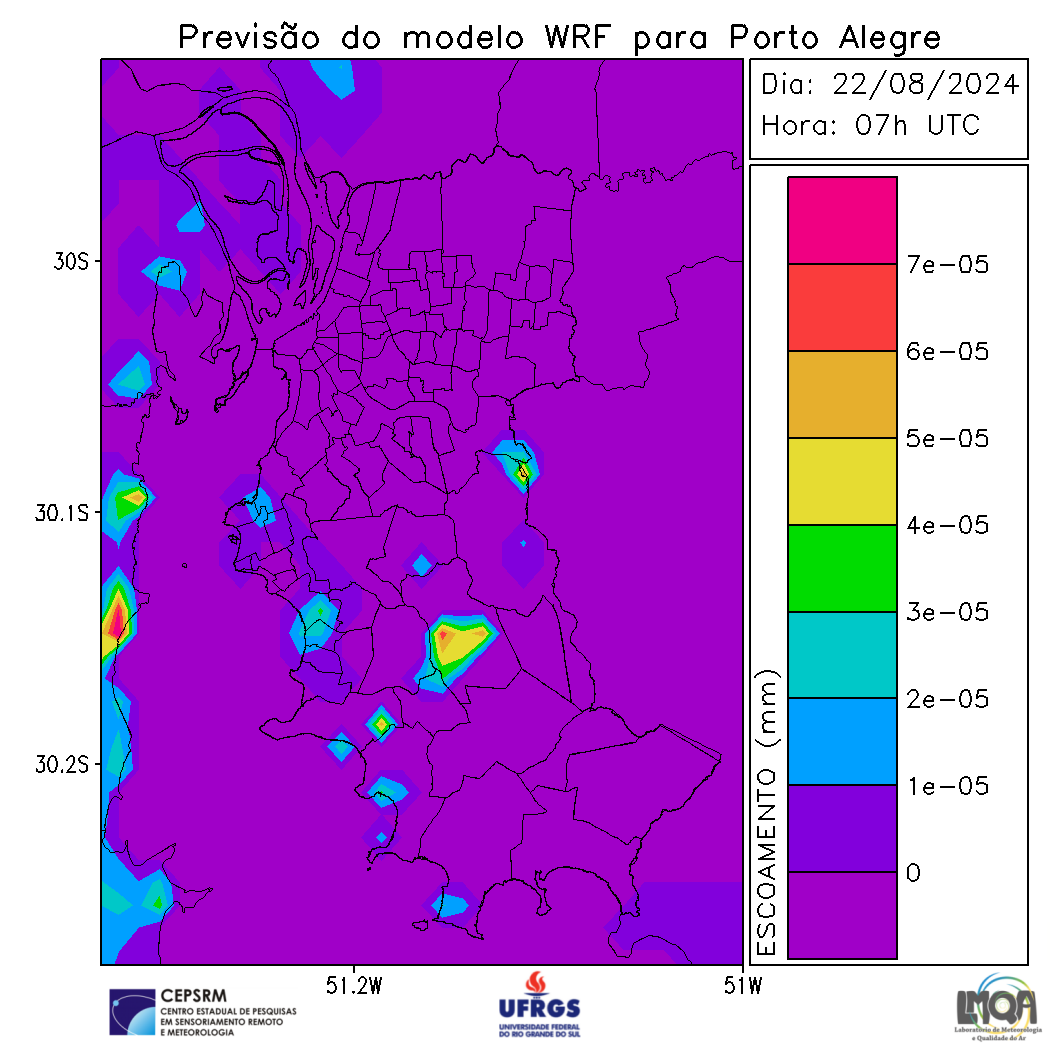 Previsão do modelo WRF para Porto Alegre
Dia: 22/08/2024
Hora: 07h UTC
7e-05
6e-05
5e-05
4e-05
3e-05
2e-05
1e-05
0
ESCOAMENTO (mm)
30S
30.1S
30.2S
51.2W
51W
CEPSRM
CENTRO ESTADUAL DE PESQUISAS
EM SENSORIAMENTO REMOTO
E METEOROLOGIA
UFRGS
UNIVERSIDADE FEDERAL
DO RIO GRANDE DO SUL
LMQA
Laboratório de Meteorologia
e Qualidade do Ar